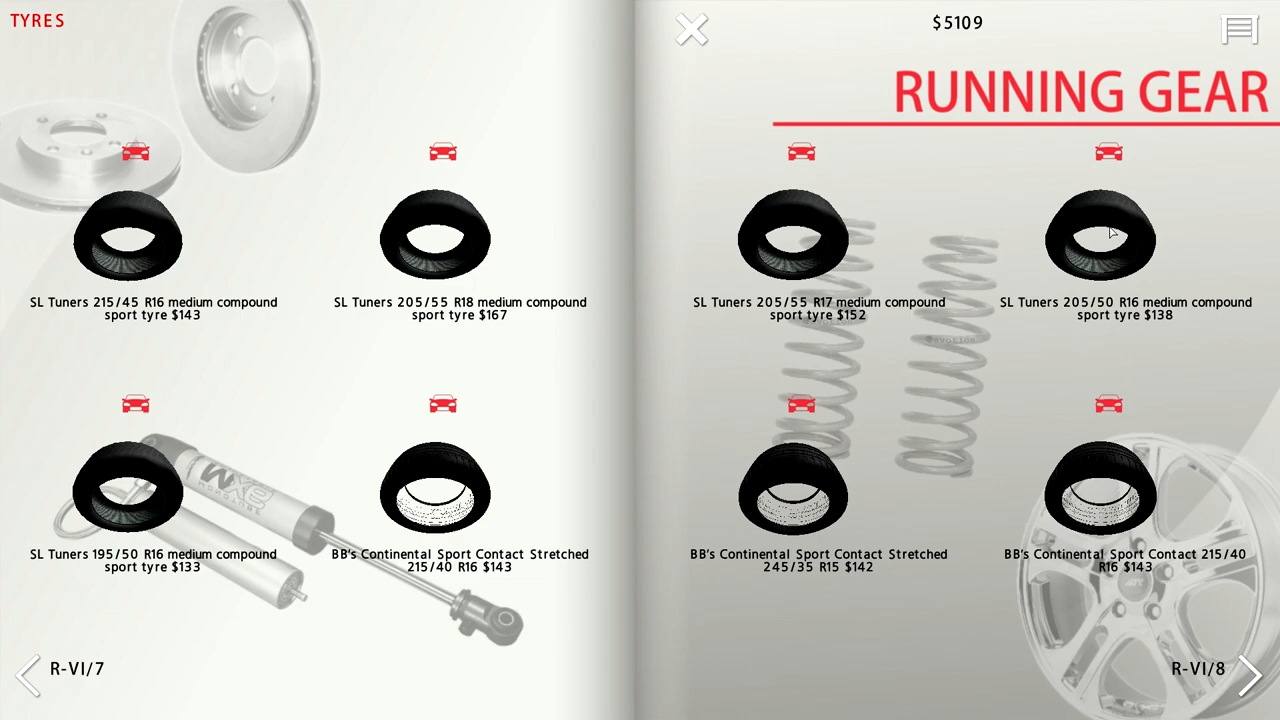 TYRES
$5109
RUNNING GEAR
SL Tuners 215/45 R16 medium compound
sport tyre $143
SL Tuners 205/55 R18 medium compound
sport tyre $167
SL Tuners 205/55 R17 medium compound
sport tyre $152
SL Tuners 205/50 R16 medium compound
sport tyre $138
SL Tuners 195/50 R16 medium compound
sport tyre $133
BB's Continental Sport Contact Stretched
215/40 R16 $143
BB's Continental Sport Contact Stretched
245/35 R15 $142
BB's Continental Sport Contact 215/40
R16 $143
R-VI/7
R-VI/8